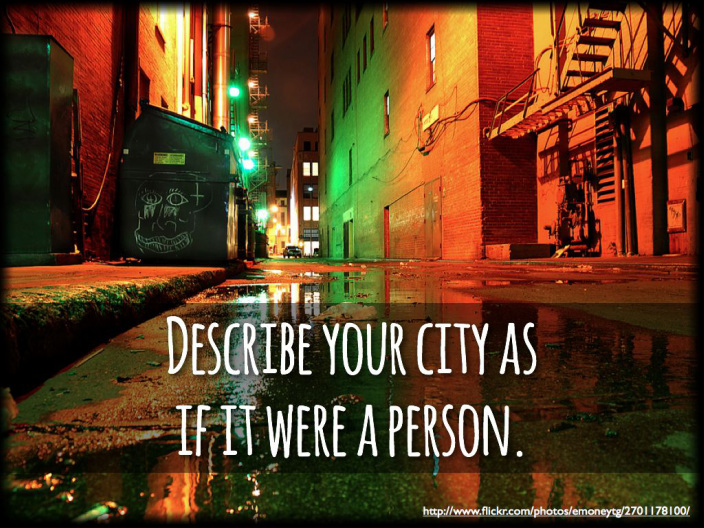 Describe your city as
if it were a person.
http://www.flickr.com/photos/emoneytg/2701178100/